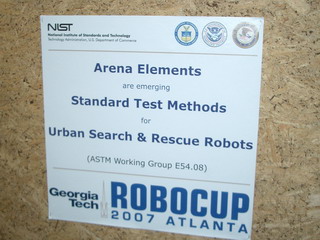 NIST
National Institute of Standards and Technology
Technology Administration, U.S. Department of Commerce
Arena Elements
are emerging
Standard Test Methods
for
Urban Search & Rescue Robots
(ASTM Working Group E54.08)
Georgia
Tech
ROBOCUP
2007 ATLANTA